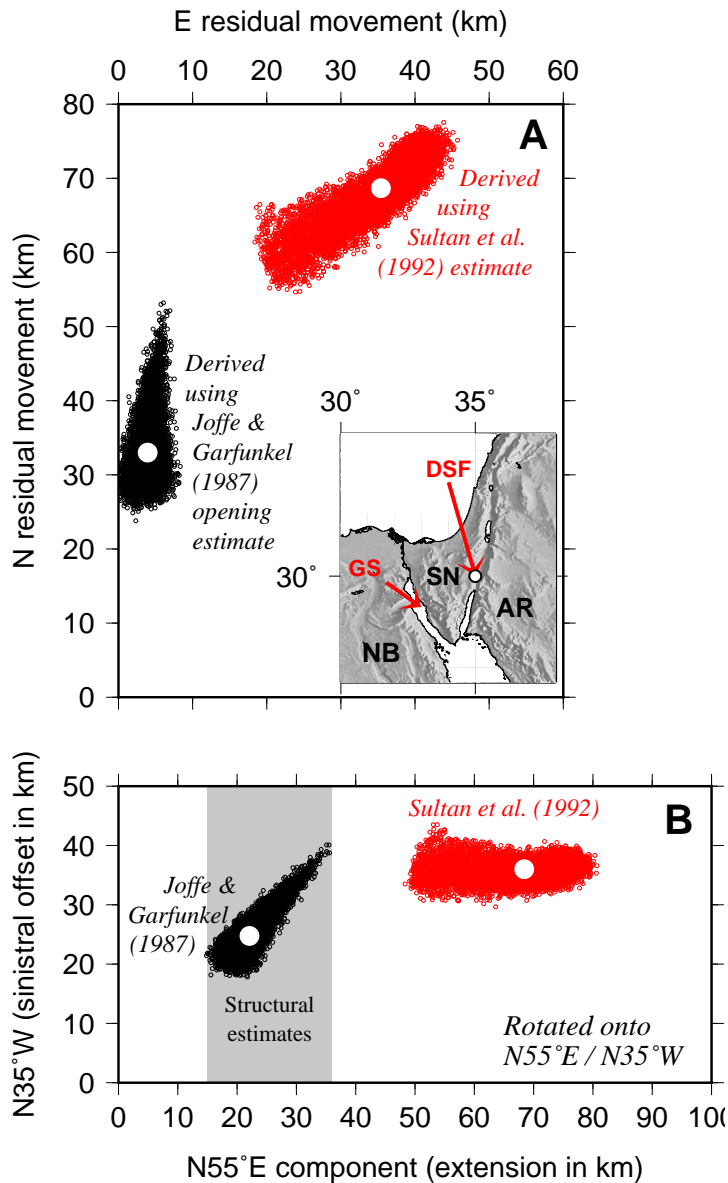 E residual movement (km)
0 10 20 30 40 50 60
80
70
60
50
40
30
20
10
0
N residual movement (km)
A
Derived
using
Sultan et al.
(1992) estimate
Derived
using
Joffe &
Garfunkel
(1987)
opening
estimate
30° 35°
30°
DSF
GS
SN
AR
NB
50
40
30
20
10
0
N35°W (sinistral offset in km)
B
Sultan et al. (1992)
Joffe &
Garfunkel
(1987)
Structural
estimates
Rotated onto
N55°E / N35°W
0 10 20 30 40 50 60 70 80 90 100
N55°E component (extension in km)